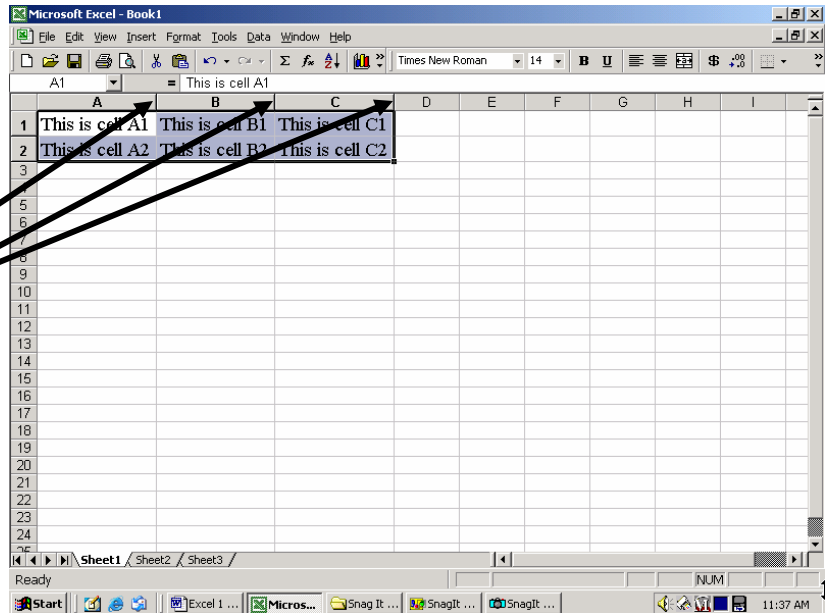 Microsoft Excel - Book1
File Edit View Insert Format Tools Data Window Help
Times New Roman 14 B U $
A1 = This is cell A1
A B C D E F G H I
1 This is cell A1 This is cell B1 This is cell C1
2 This is cell A2 This is cell B2 This is cell C2
3
5
6
7
8
9
10
11
12
13
14
15
16
17
18
19
20
21
22
23
24
25
Sheet1 Sheet2 Sheet3
Ready NUM
Start Excel 1 ... Micros... Snag It ... SnagIt ... SnagIt ... 11:37 AM